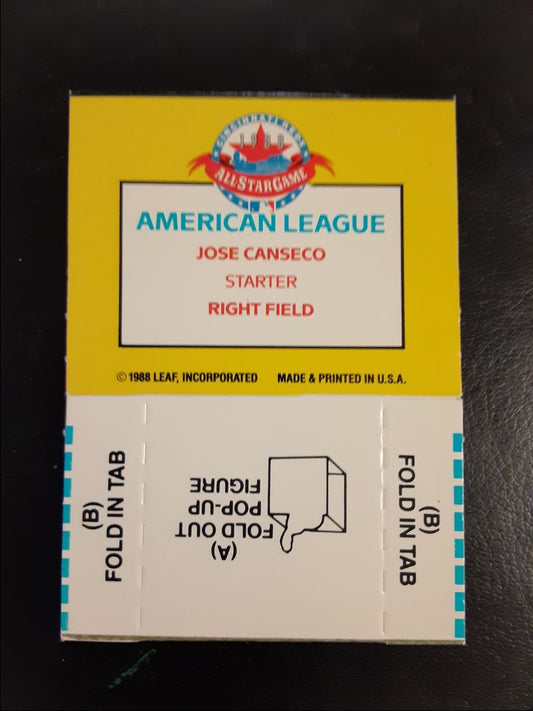 CINCINNATI REDS
1988
ALL-STAR GAME
AMERICAN LEAGUE
JOSE CANSECO
STARTER
RIGHT FIELD
© 1988 LEAF, INCORPORATED MADE & PRINTED IN U.S.A.
(B)
FOLD IN TAB
(A)
FOLD OUT
POP-UP
FIGURE
(B)
FOLD IN TAB